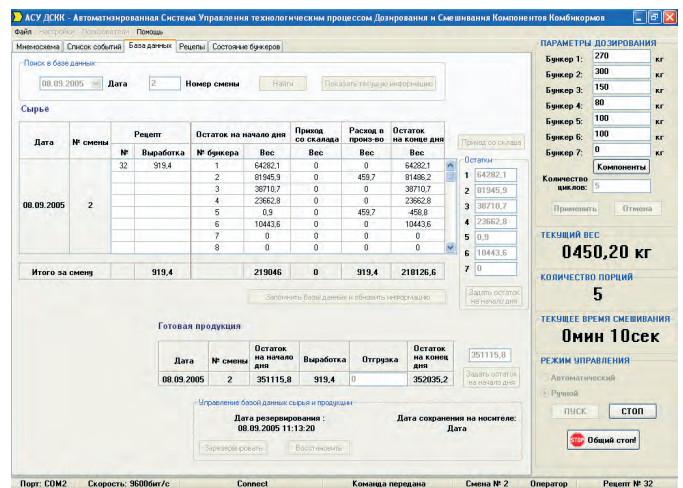 АСУ ДСКК - Автоматизированная Система Управления технологическим процессом Дозирования и Смешивания Компонентов Комбикормов
Файл Настройки Пользователи Помощь
Мнемосхема Список событий База данных Рецепы Состояние бункеров
Поиск в базе данных
08.09.2005 Дата 2 Номер смены Найти Показать текущую информацию
Сырьё
Дата № смены Рецепт Остаток на начало дня Приход со скалада Расход в произ-во Остаток на конце дня
№ Выработка № бункера Вес Вес Вес Вес
32 919,4 1 64282,1 0 0 64282,1
2 81945,9 0 459,7 81486,2
3 38710,7 0 0 38710,7
4 23662,8 0 0 23662,8
08.09.2005 2 5 0,9 0 459,7 -458,8
6 10443,6 0 0 10443,6
7 0 0 0 0
8 0 0 0 0
Итого за смену 919,4 219046 0 919,4 218126,6
Приход со склада
Остатки
1 64282,1
2 81945,9
3 38710,7
4 23662,8
5 0,9
6 10443,6
7 0
Задать остаток
на начало дня
Запомнить базы данных и обновить информацию
Готовая продукция
Дата № смены Остаток на начало дня Выработка Отгрузка Остаток на конец дня
08.09.2005 2 351115,8 919,4 0 352035,2
351115,8
Задать остаток
на начало дня
Управление базой данных сырья и продукции
Дата резервирования :
08.09.2005 11:13:20
Дата сохранения на носителе:
Дата
Зарезервировать Восстановить
ПАРАМЕТРЫ ДОЗИРОВАНИЯ
Бункер 1: 270 кг
Бункер 2: 300 кг
Бункер 3: 150 кг
Бункер 4: 80 кг
Бункер 5: 100 кг
Бункер 6: 100 кг
Бункер 7: 0 кг
Компоненты
Количество
циклов: 5
Применить Отмена
ТЕКУЩИЙ ВЕС
0450,20 кг
КОЛИЧЕСТВО ПОРЦИЙ
5
ТЕКУЩЕЕ ВРЕМЯ СМЕШИВАНИЯ
0мин 10сек
РЕЖИМ УПРАВЛЕНИЯ
Автоматический
Ручной
ПУСК СТОП
STOP Общий стоп!
Порт: COM2 Скорость: 9600бит/с Connect Команда передана Смена № 2 Оператор Рецепт № 32